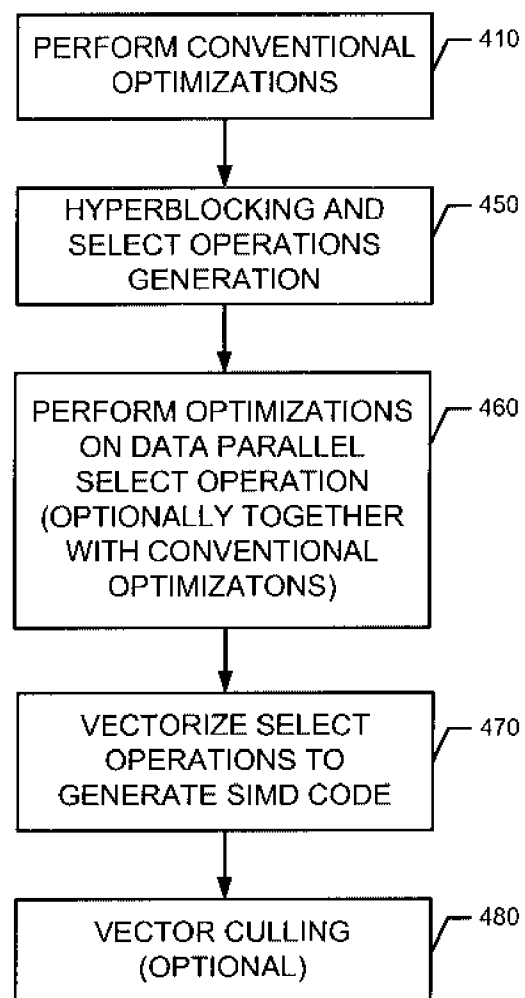 PERFORM CONVENTIONAL
OPTIMIZATIONS
410
HYPERBLOCKING AND
SELECT OPERATIONS
GENERATION
450
PERFORM OPTIMIZATIONS
ON DATA PARALLEL
SELECT OPERATION
(OPTIONALLY TOGETHER
WITH CONVENTIONAL
OPTIMIZATONS)
460
VECTORIZE SELECT
OPERATIONS TO
GENERATE SIMD CODE
470
VECTOR CULLING
(OPTIONAL)
480